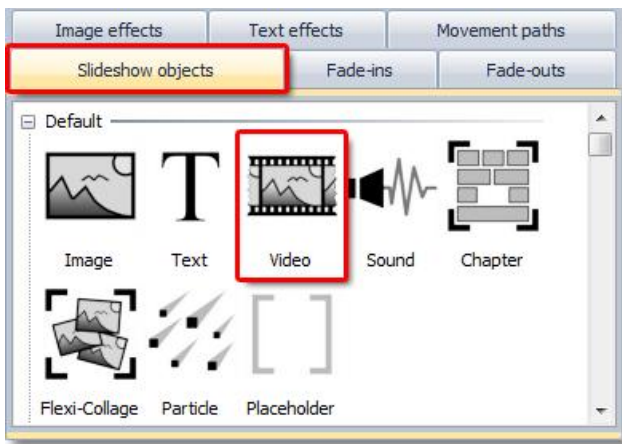 Image effects Text effects Movement paths
Slideshow objects Fade-ins Fade-outs
Default
Image Text Video Sound Chapter
Flexi-Collage Particle Placeholder